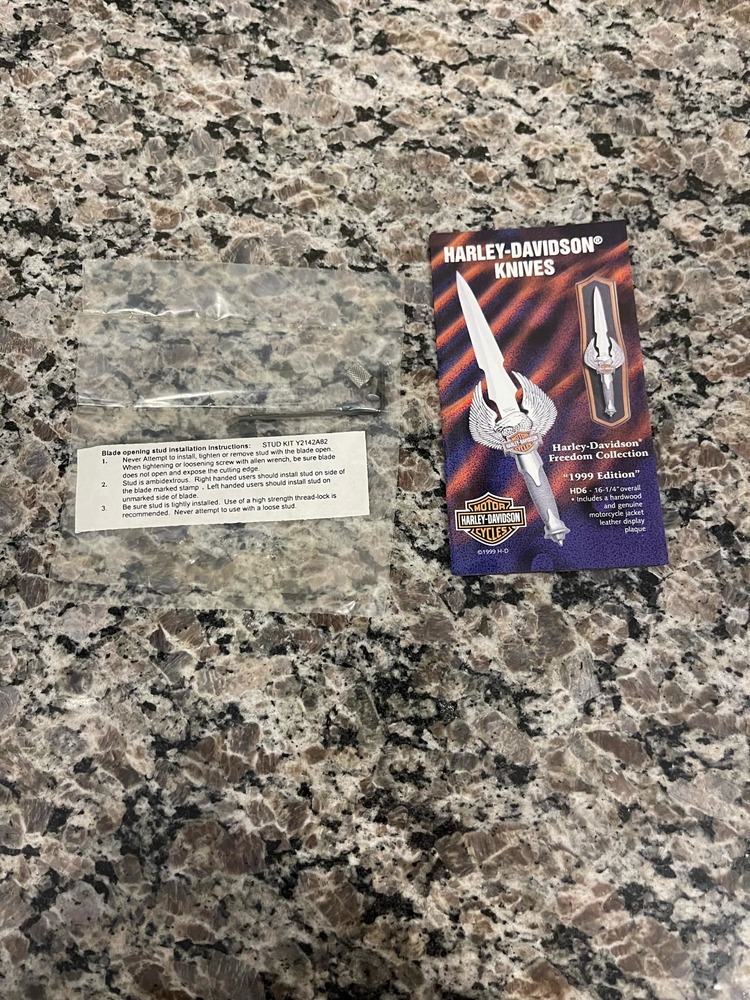 Blade opening stud installation instructions: STUD KIT Y2142A82
1. Never Attempt to install, tighten or remove stud with the blade open.
When tightening or loosening screw with allen wrench, be sure blade
does not open and expose the cutting edge.
2. Stud is ambidextrous. Right handed users should install stud on side of
the blade marked stamp. Left handed users should install stud on
unmarked side of blade.
3. Be sure stud is tightly installed. Use of a high strength thread-lock is
recommended. Never attempt to use with a loose stud.
HARLEY-DAVIDSON®
KNIVES
Harley-Davidson®
Freedom Collection
"1999 Edition"
HD6 - 16-1/4" overall
• Includes a hardwood
and genuine
motorcycle jacket
leather display
plaque
MOTOR
HARLEY-DAVIDSON
CYCLES
©1999 H-D